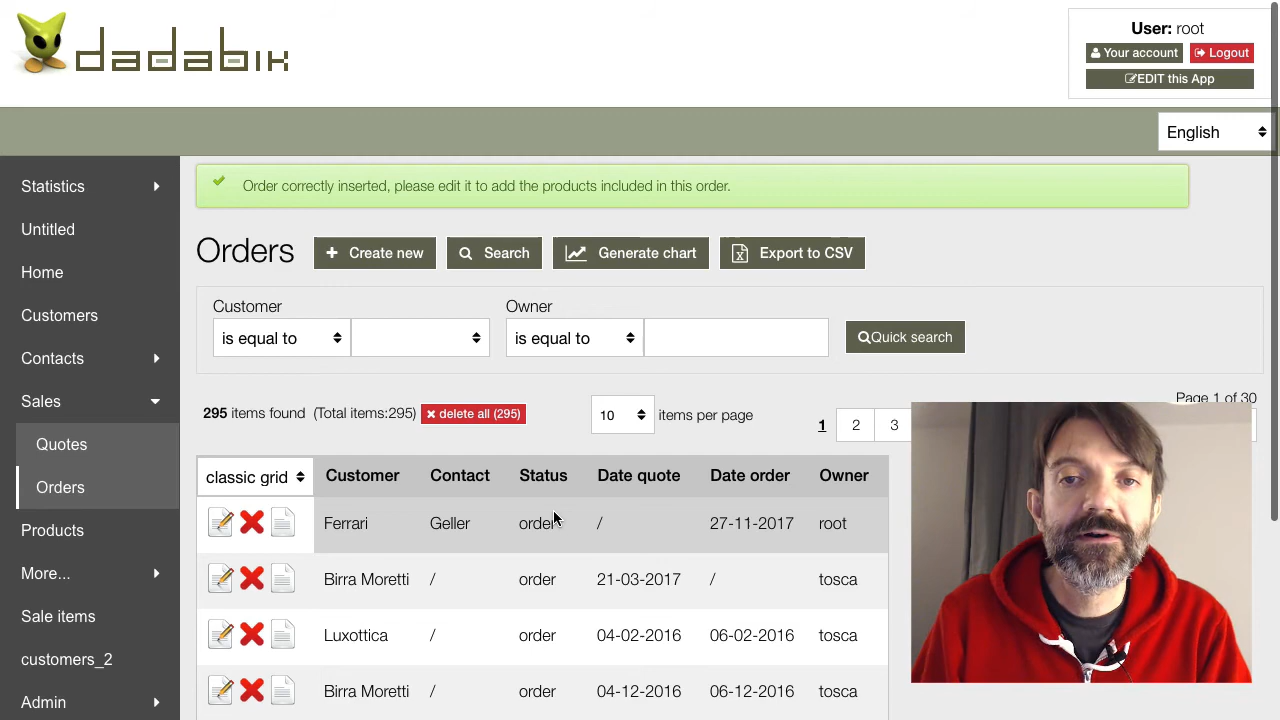 dadabik
User: root
Your account
Logout
EDIT this App
English
Statistics
Untitled
Home
Customers
Contacts
Sales
Quotes
Orders
Products
More...
Sale items
customers_2
Admin
Order correctly inserted, please edit it to add the products included in this order.
Orders
Create new
Search
Generate chart
Export to CSV
Customer
Owner
is equal to
is equal to
Quick search
295 items found (Total items:295) delete all (295)
10 items per page
Page 1 of 30
1 2 3
classic grid Customer Contact Status Date quote Date order Owner
Ferrari Geller order / 27-11-2017 root
Birra Moretti / order 21-03-2017 / tosca
Luxottica / order 04-02-2016 06-02-2016 tosca
Birra Moretti / order 04-12-2016 06-12-2016 tosca